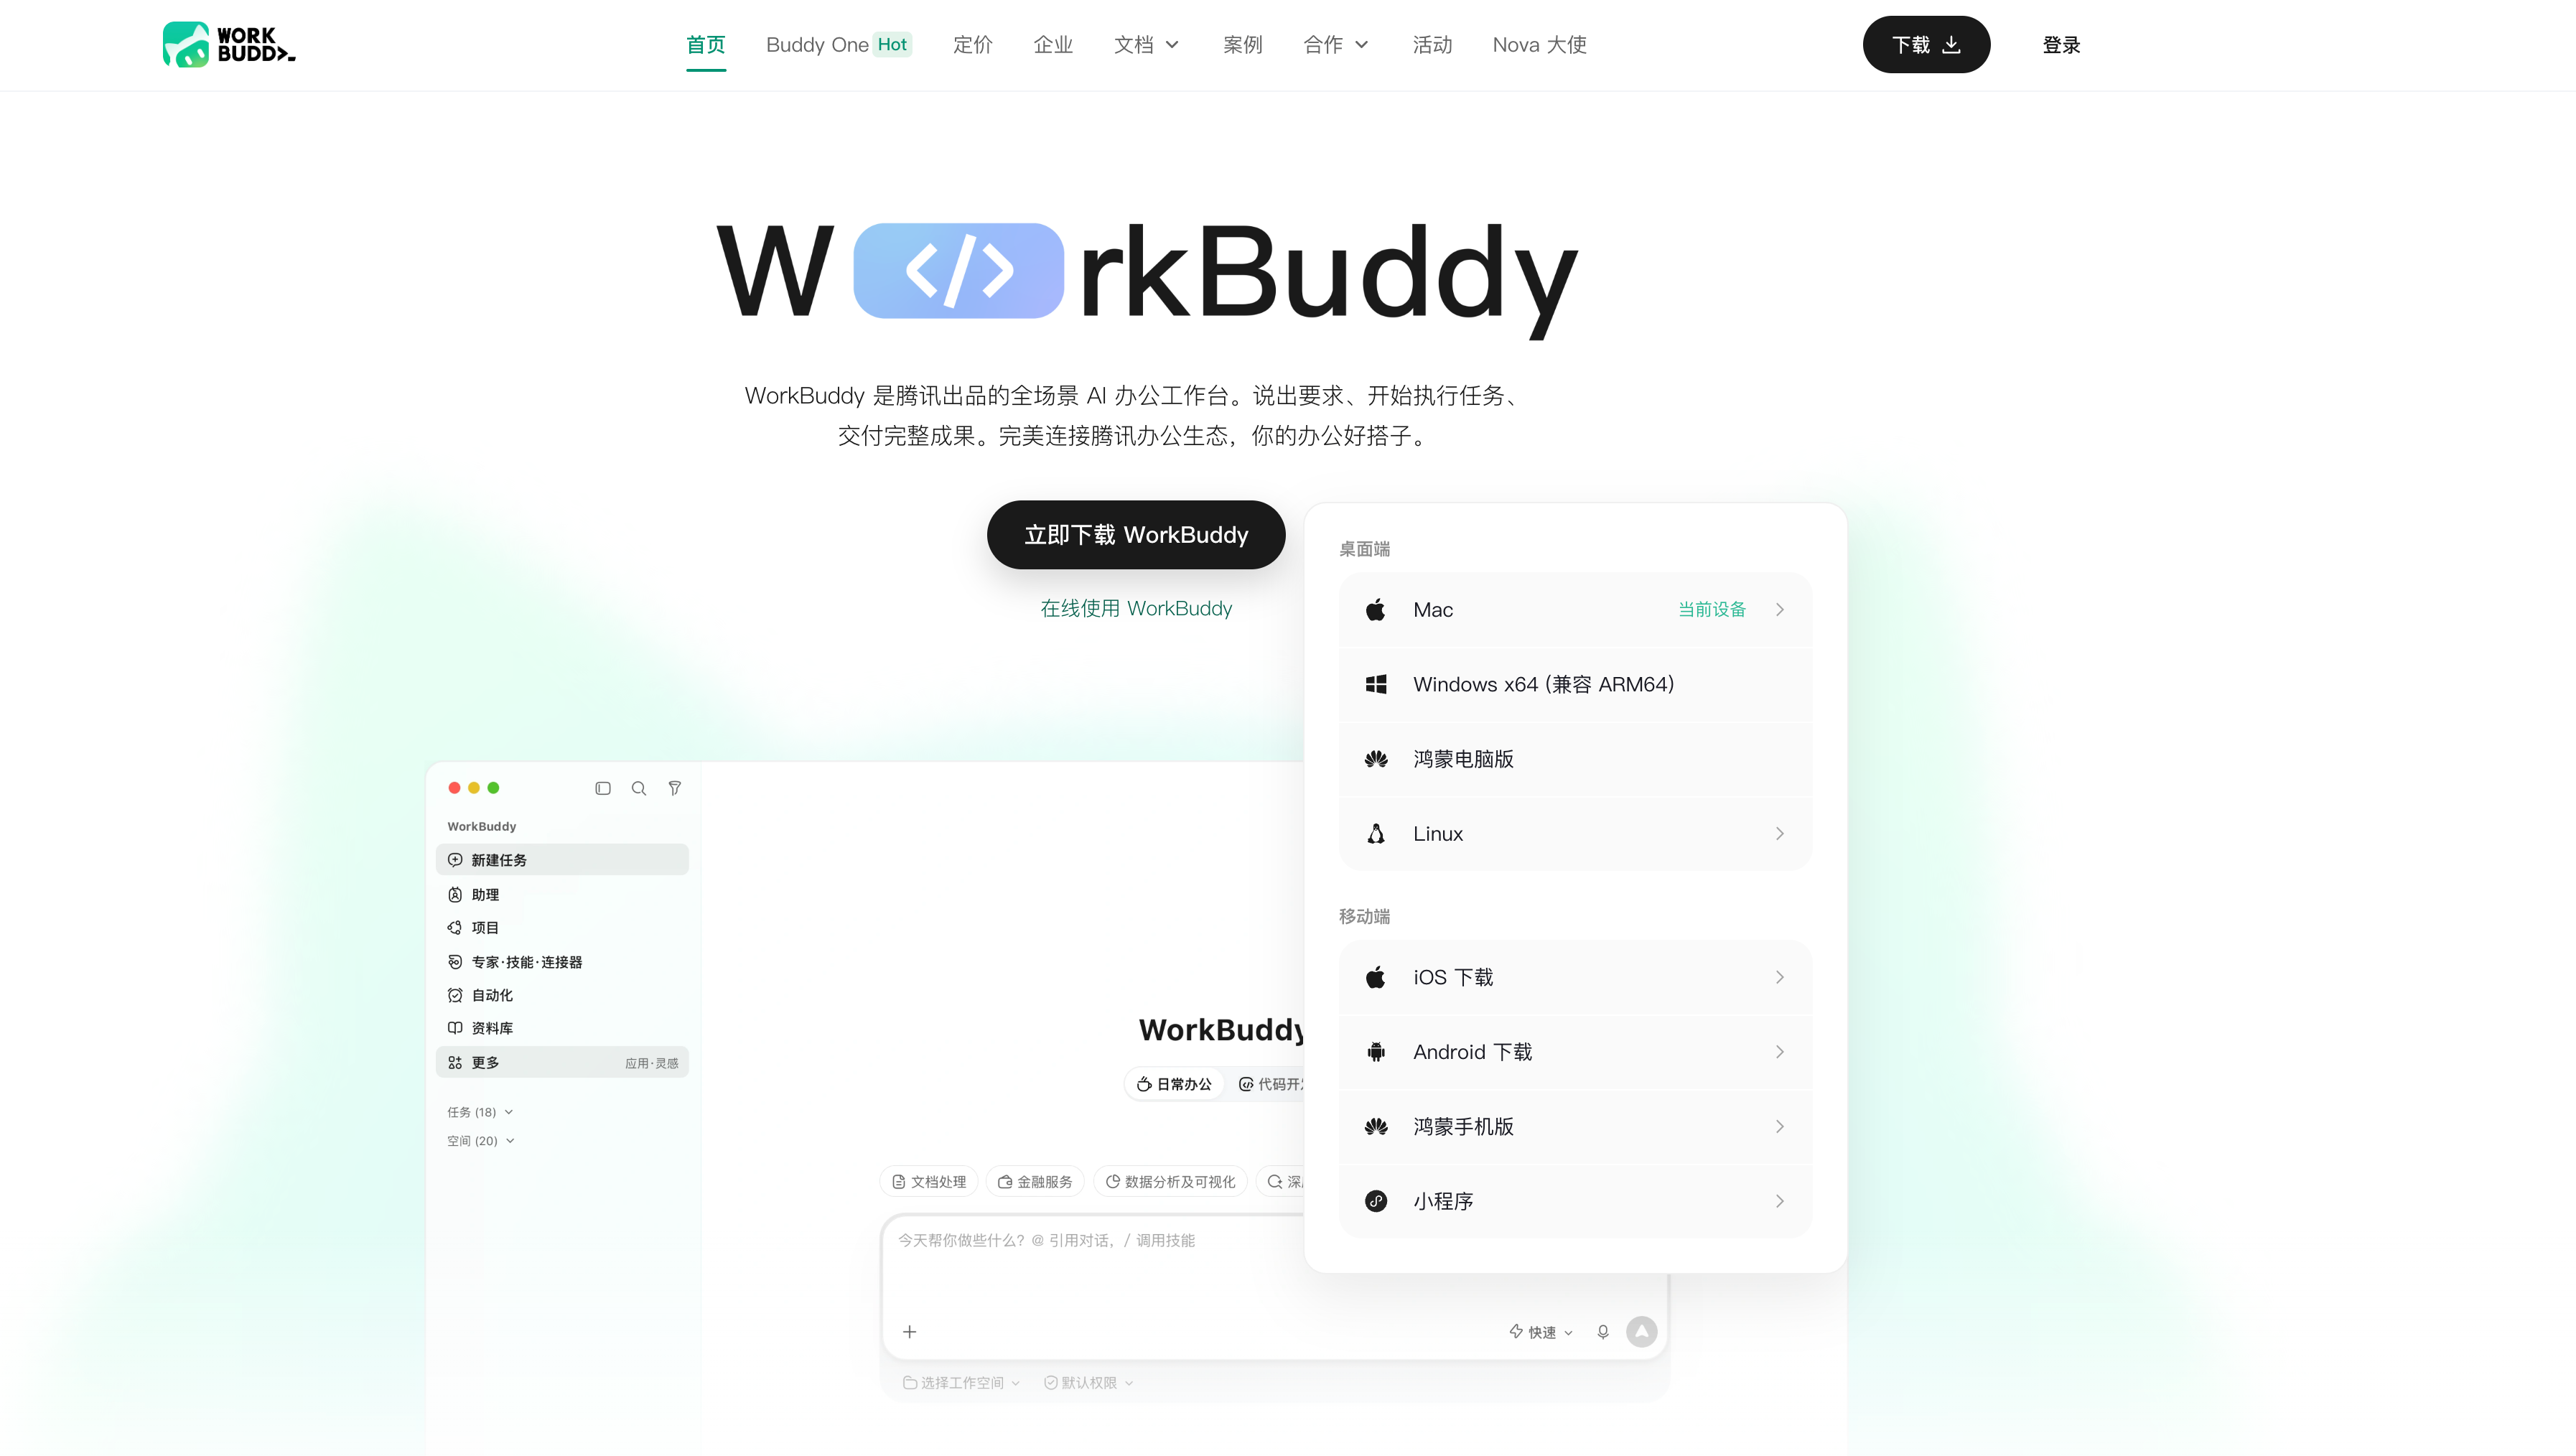 WORK
BUDD>_
首页
Buddy One Hot
定价
企业
文档
案例
合作
活动
Nova 大使
下载
登录
W</>rkBuddy
WorkBuddy 是腾讯出品的全场景 AI 办公工作台。说出要求、开始执行任务、
交付完整成果。完美连接腾讯办公生态，你的办公好搭子。
立即下载 WorkBuddy
在线使用 WorkBuddy
桌面端
Mac 当前设备
Windows x64 (兼容 ARM64)
鸿蒙电脑版
Linux
移动端
iOS 下载
Android 下载
鸿蒙手机版
小程序
WorkBuddy
新建任务
助理
项目
专家·技能·连接器
自动化
资料库
更多 应用·灵感
任务 (18)
空间 (20)
WorkBuddy
日常办公
代码开
文档处理
金融服务
数据分析及可视化
深
今天帮你做些什么？@ 引用对话，/ 调用技能
快速
选择工作空间
默认权限